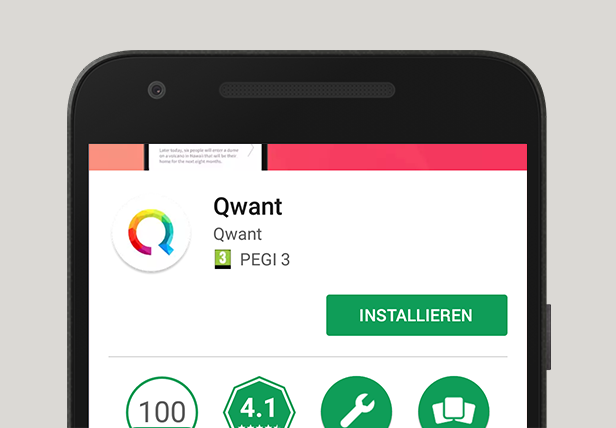 Later today, six people will enter a dome
on a volcano in Hawaii that will be their
home for the next eight months.
Qwant
Qwant
3 PEGI 3
INSTALLIEREN
100
4.1